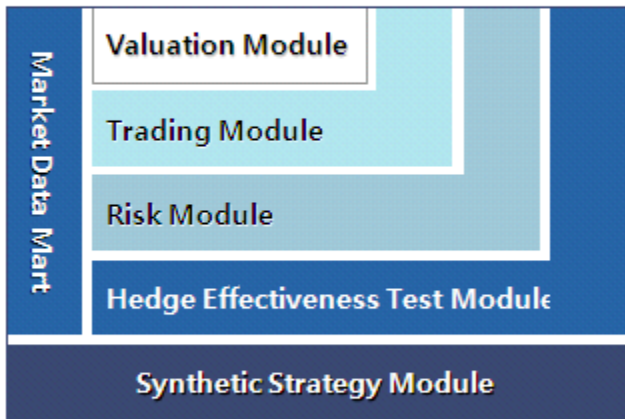 Market Data Mart
Valuation Module
Trading Module
Risk Module
Hedge Effectiveness Test Module
Synthetic Strategy Module